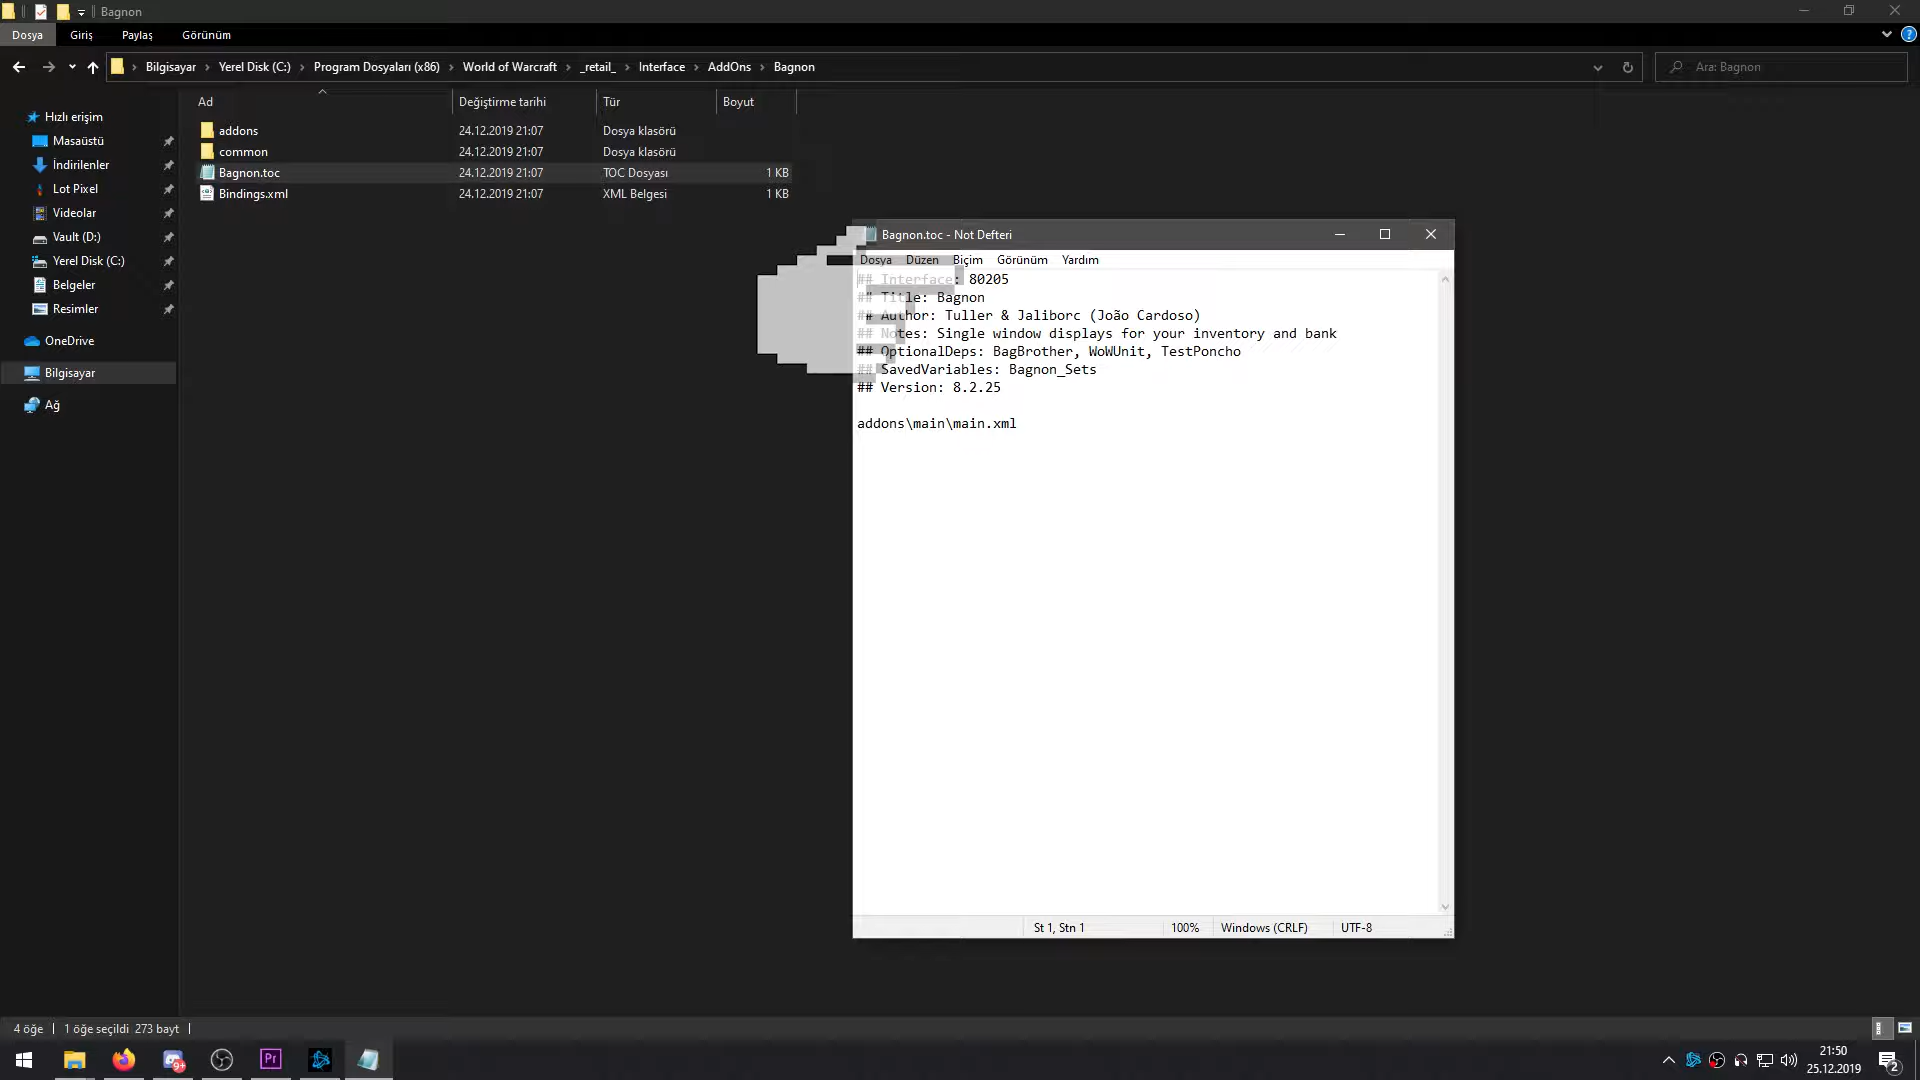 Bagnon
Dosya Giriş Paylaş Görünüm
Bilgisayar Yerel Disk (C:) Program Dosyaları (x86) World of Warcraft _retail_ Interface AddOns Bagnon
Ara: Bagnon
Ad Değiştirme tarihi Tür Boyut
addons 24.12.2019 21:07 Dosya klasörü
common 24.12.2019 21:07 Dosya klasörü
Bagnon.toc 24.12.2019 21:07 TOC Dosyası 1 KB
Bindings.xml 24.12.2019 21:07 XML Belgesi 1 KB
Hızlı erişim
Masaüstü
İndirilenler
Lot Pixel
Videolar
Vault (D:)
Yerel Disk (C:)
Belgeler
Resimler
OneDrive
Bilgisayar
Ağ
Bagnon.toc - Not Defteri
Dosya Düzen Biçim Görünüm Yardım
## Interface: 80205
## Title: Bagnon
## Author: Tuller & Jaliborc (João Cardoso)
## Notes: Single window displays for your inventory and bank
## OptionalDeps: BagBrother, WoWUnit, TestPoncho
## SavedVariables: Bagnon_Sets
## Version: 8.2.25
addons\main\main.xml
St 1, Stn 1 100% Windows (CRLF) UTF-8
4 öğe 1 öğe seçildi 273 bayt
9+
Pr
21:50
25.12.2019
2